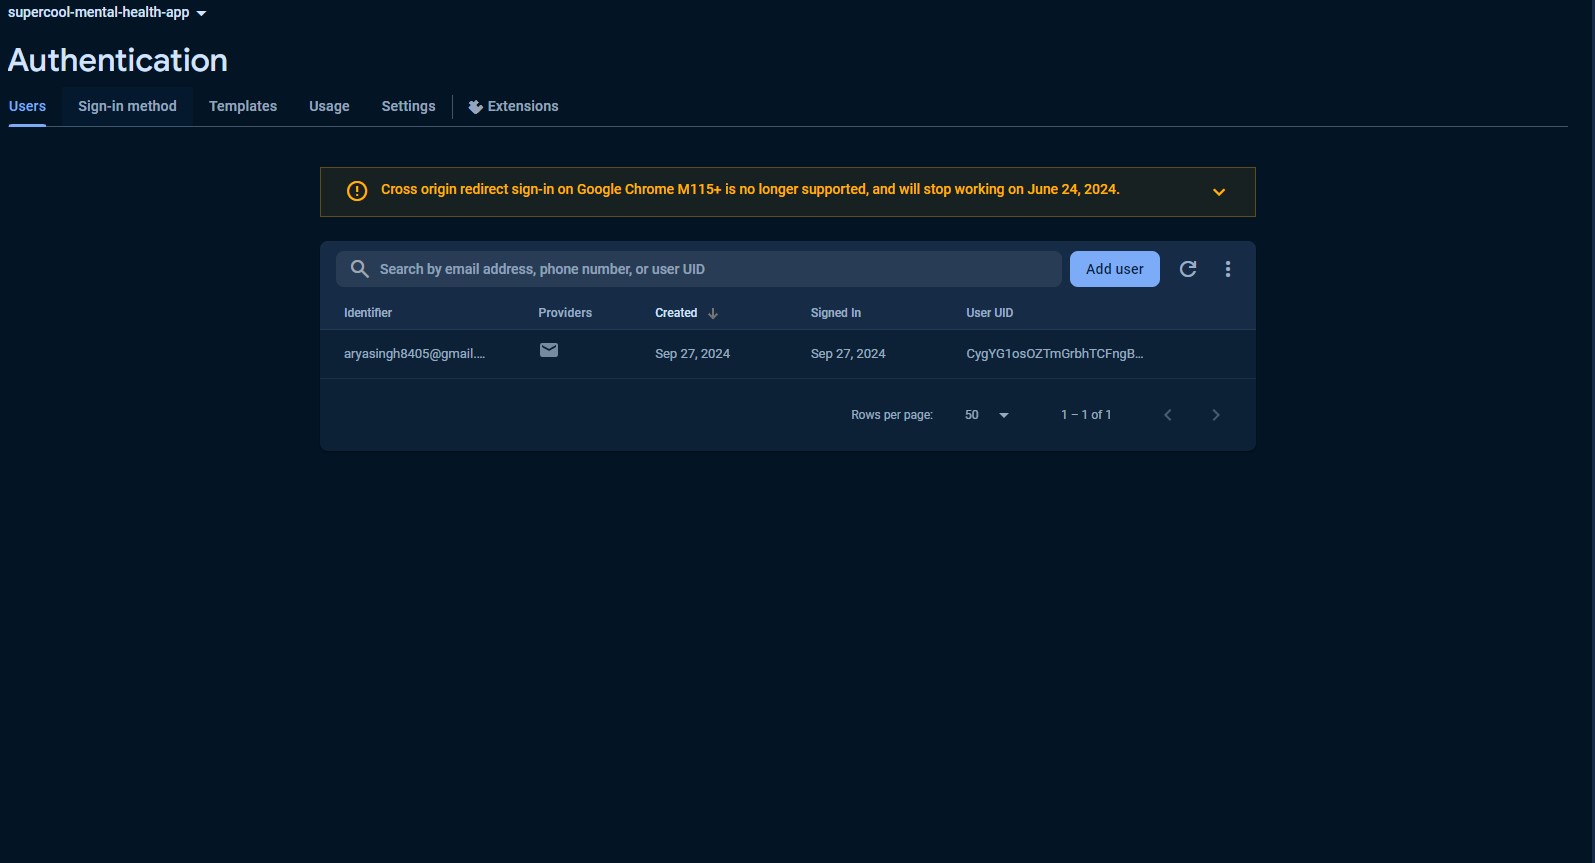 supercool-mental-health-app
Authentication
Users Sign-in method Templates Usage Settings Extensions
Cross origin redirect sign-in on Google Chrome M115+ is no longer supported, and will stop working on June 24, 2024.
Search by email address, phone number, or user UID Add user
Identifier Providers Created Signed In User UID
aryasingh8405@gmail.... Sep 27, 2024 Sep 27, 2024 CygYG1osOZTmGrbhTCFngB...
Rows per page: 50 1 – 1 of 1